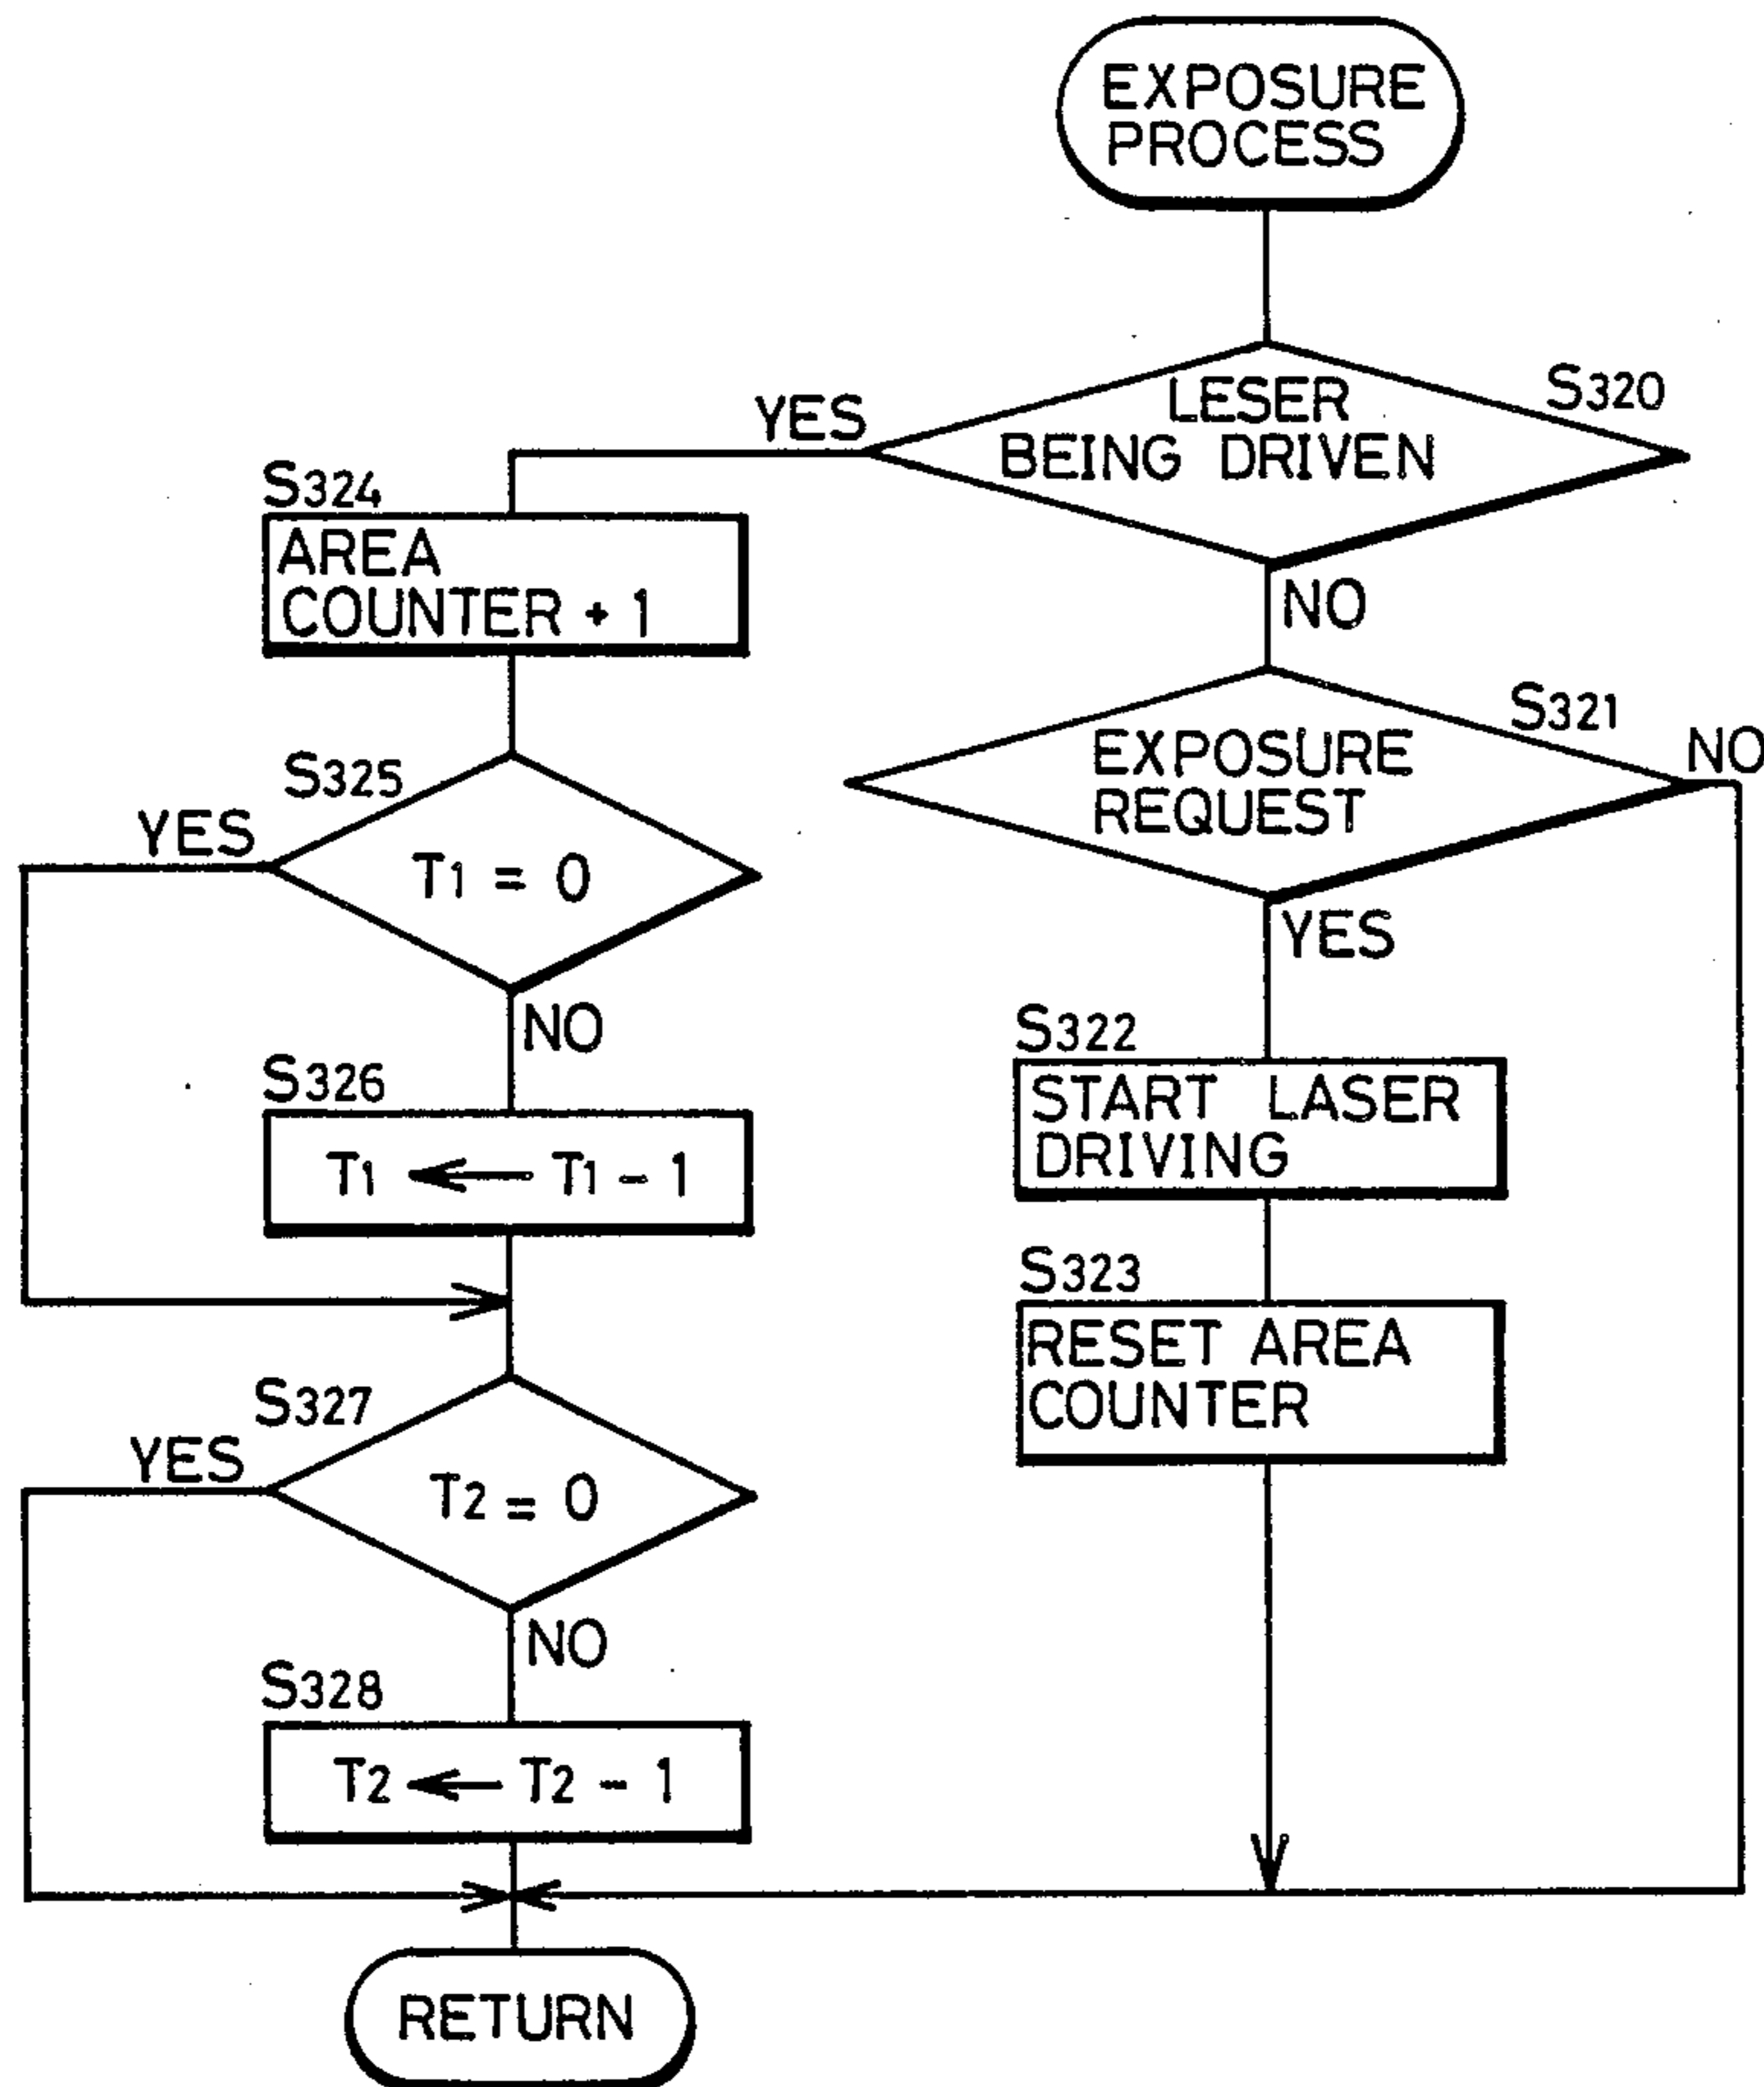 EXPOSURE
PROCESS
S320
LESER
BEING DRIVEN
YES
NO
S324
AREA
COUNTER + 1
S321
EXPOSURE
REQUEST
NO
YES
S325
T1 = 0
YES
NO
S322
START LASER
DRIVING
S326
T1 ← T1 - 1
S323
RESET AREA
COUNTER
S327
T2 = 0
YES
NO
S328
T2 ← T2 - 1
RETURN